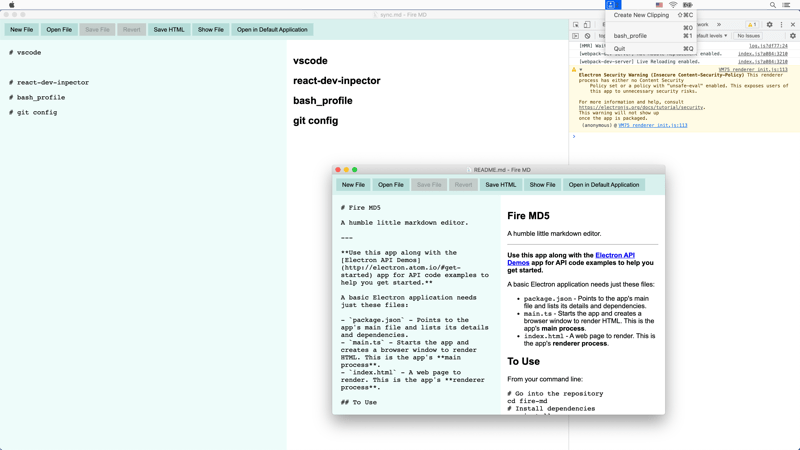 sync.md - Fire MD
New File Open File Save File Revert Save HTML Show File Open in Default Application
# vscode
# react-dev-inpector
# bash_profile
# git config
vscode
react-dev-inpector
bash_profile
git config
Create New Clipping ⇧⌘C
⌘0
bash_profile ⌘1
Quit ⌘Q
No Issues
[HMR] log.js?df77:24
[webpack-dev- enabled. index.js?a084:3210
[webpack-dev-server] Live Reloading enabled. index.js?a084:3210
VM75 renderer_init.js:113
Electron Security Warning (Insecure Content-Security-Policy) This renderer
process has either no Content Security
Policy set or a policy with "unsafe-eval" enabled. This exposes users of
this app to unnecessary security risks.
For more information and help, consult
https://electronjs.org/docs/tutorial/security.
This warning will not show up
once the app is packaged.
(anonymous) @ VM75 renderer_init.js:113
README.md - Fire MD
New File Open File Save File Revert Save HTML Show File Open in Default Application
# Fire MD5
A humble little markdown editor.
---
**Use this app along with the
[Electron API Demos]
(http://electron.atom.io/#get-
started) app for API code examples to
help you get started.**
A basic Electron application needs
just these files:
- `package.json` - Points to the
app's main file and lists its details
and dependencies.
- `main.ts` - Starts the app and
creates a browser window to render
HTML. This is the app's **main
process**.
- `index.html` - A web page to
render. This is the app's **renderer
process**.
## To Use
Fire MD5
A humble little markdown editor.
Use this app along with the Electron API
Demos app for API code examples to help you
get started.
A basic Electron application needs just these files:
• package.json - Points to the app's main
file and lists its details and dependencies.
• main.ts - Starts the app and creates a
browser window to render HTML. This is the
app's main process.
• index.html - A web page to render. This is
the app's renderer process.
To Use
From your command line:
# Go into the repository
cd fire-md
# Install dependencies